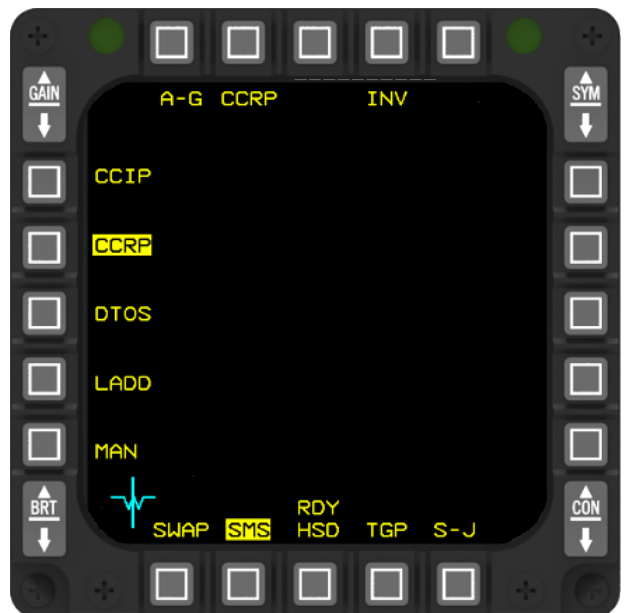 GAIN
SYM
A-G CCRP INV
CCIP
CCRP
DTOS
LADD
MAN
BRT
CON
RDY
SWAP SMS HSD TGP S-J